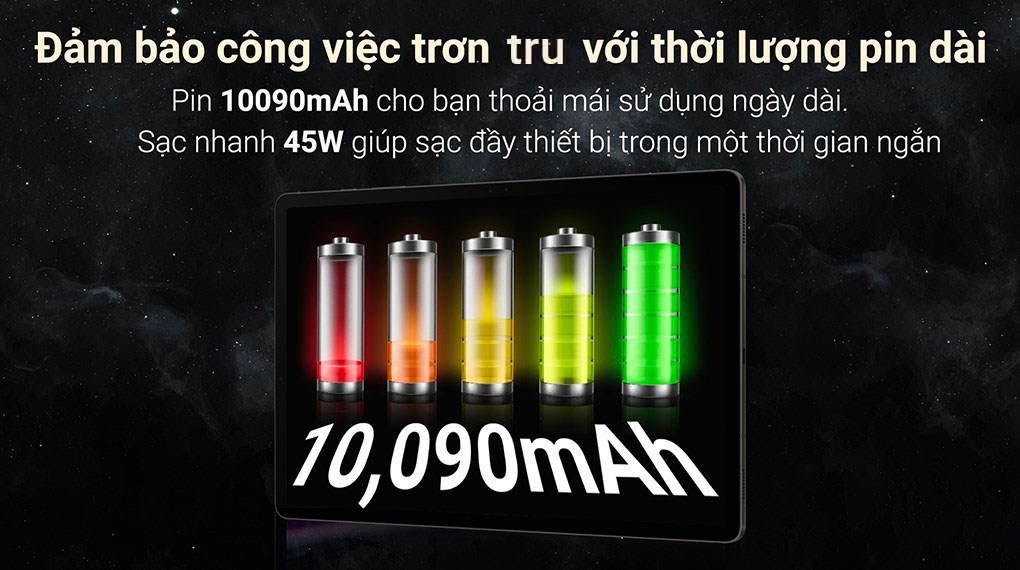 Đảm bảo công việc trơn tru với thời lượng pin dài
Pin 10090mAh cho bạn thoải mái sử dụng ngày dài.
Sạc nhanh 45W giúp sạc đầy thiết bị trong một thời gian ngắn
10,090mAh